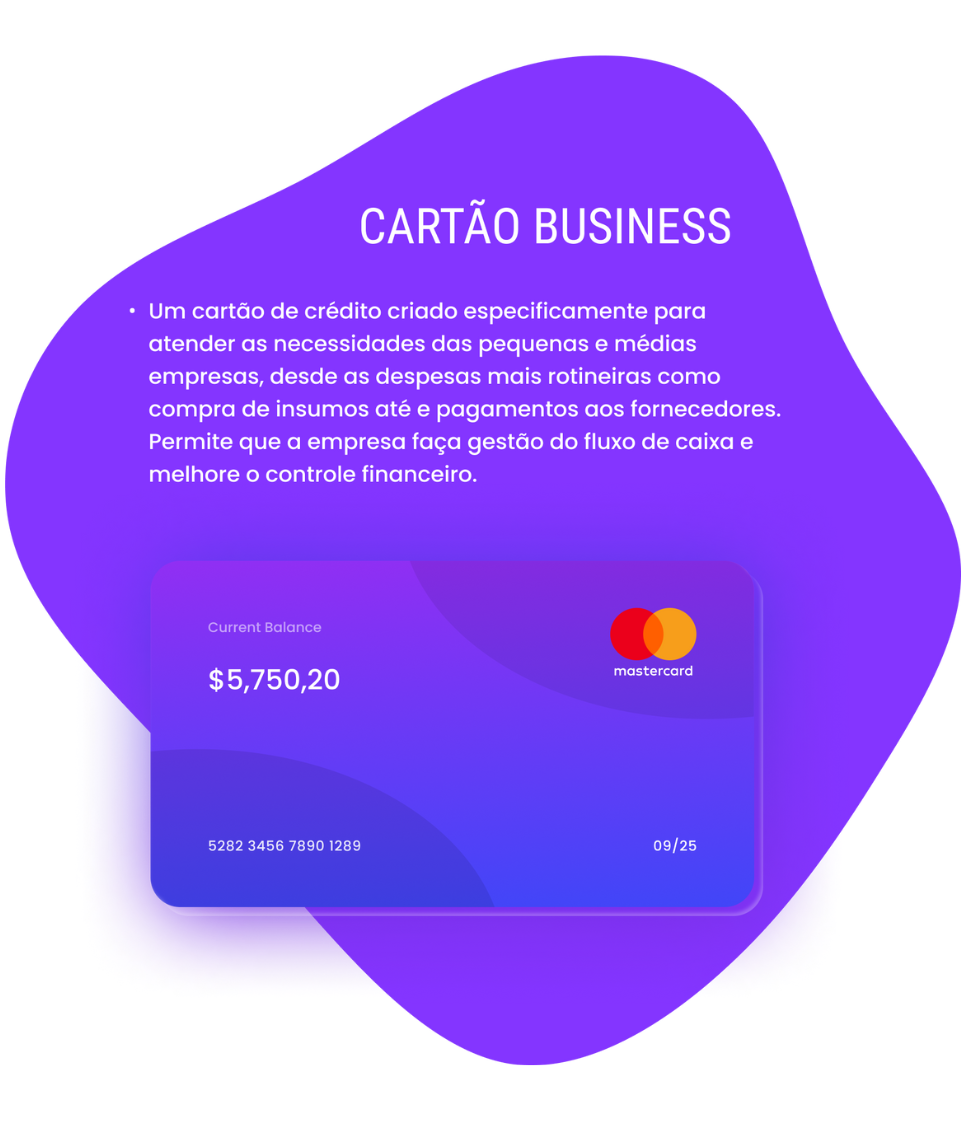 CARTÃO BUSINESS
• Um cartão de crédito criado especificamente para
atender as necessidades das pequenas e médias
empresas, desde as despesas mais rotineiras como
compra de insumos até e pagamentos aos fornecedores.
Permite que a empresa faça gestão do fluxo de caixa e
melhore o controle financeiro.
Current Balance
$5,750,20
mastercard
5282 3456 7890 1289
09/25